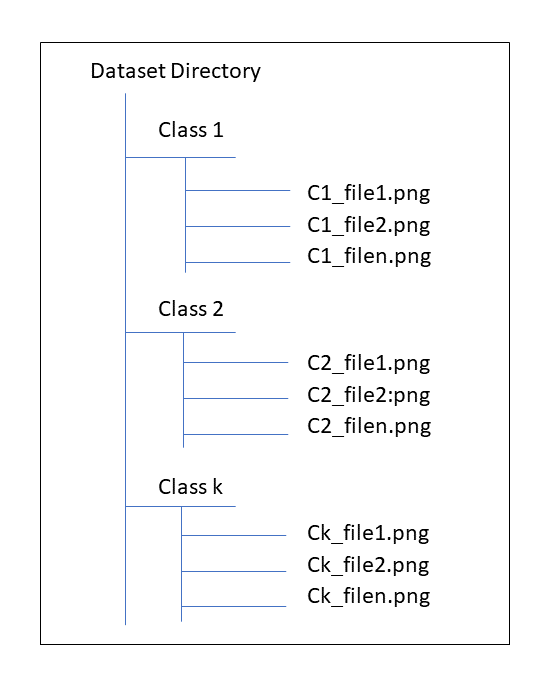 Dataset Directory
Class 1
C1_file1.png
C1_file2.png
C1_filen.png
Class 2
C2_file1.png
C2_file2:png
C2_filen.png
Class k
Ck_file1.png
Ck_file2.png
Ck_filen.png